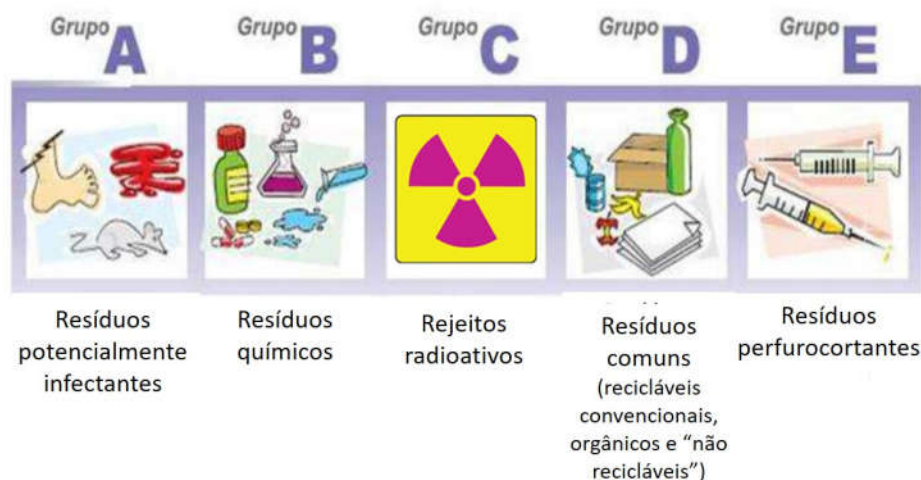 Grupo A
Grupo B
Grupo C
Grupo D
Grupo E
Resíduos
potencialmente
infectantes
Resíduos
químicos
Rejeitos
radioativos
Resíduos
comuns
(recicláveis
convencionais,
orgânicos e “não
recicláveis”)
Resíduos
perfurocortantes